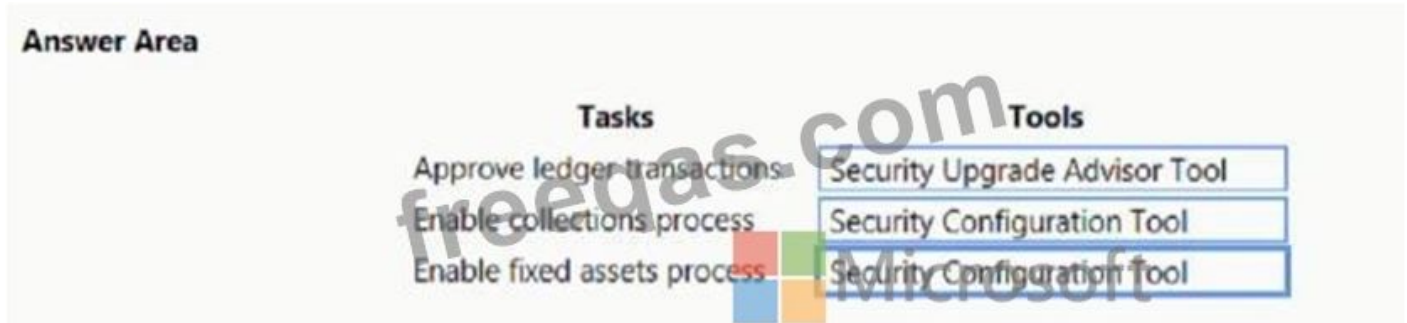 Answer Area
Tasks Tools
Approve ledger transactions Security Upgrade Advisor Tool
Enable collections process Security Configuration Tool
Enable fixed assets process Security Configuration Tool
freeqas.com
Microsoft